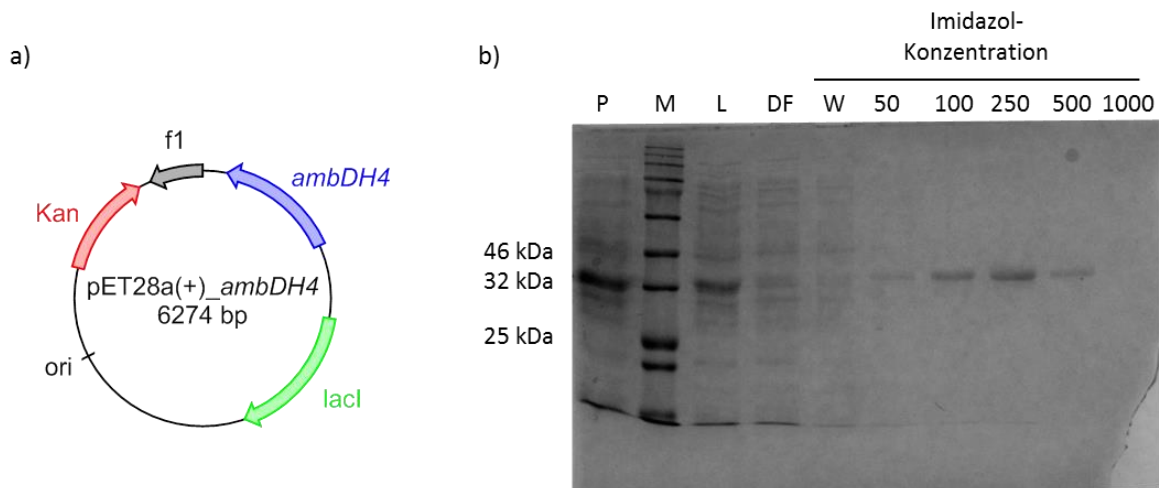 a)
f1
ambDH4
Kan
pET28a(+)_ambDH4
6274 bp
ori
lacI
b)
Imidazol-
Konzentration
P M L DF W 50 100 250 500 1000
46 kDa
32 kDa
25 kDa